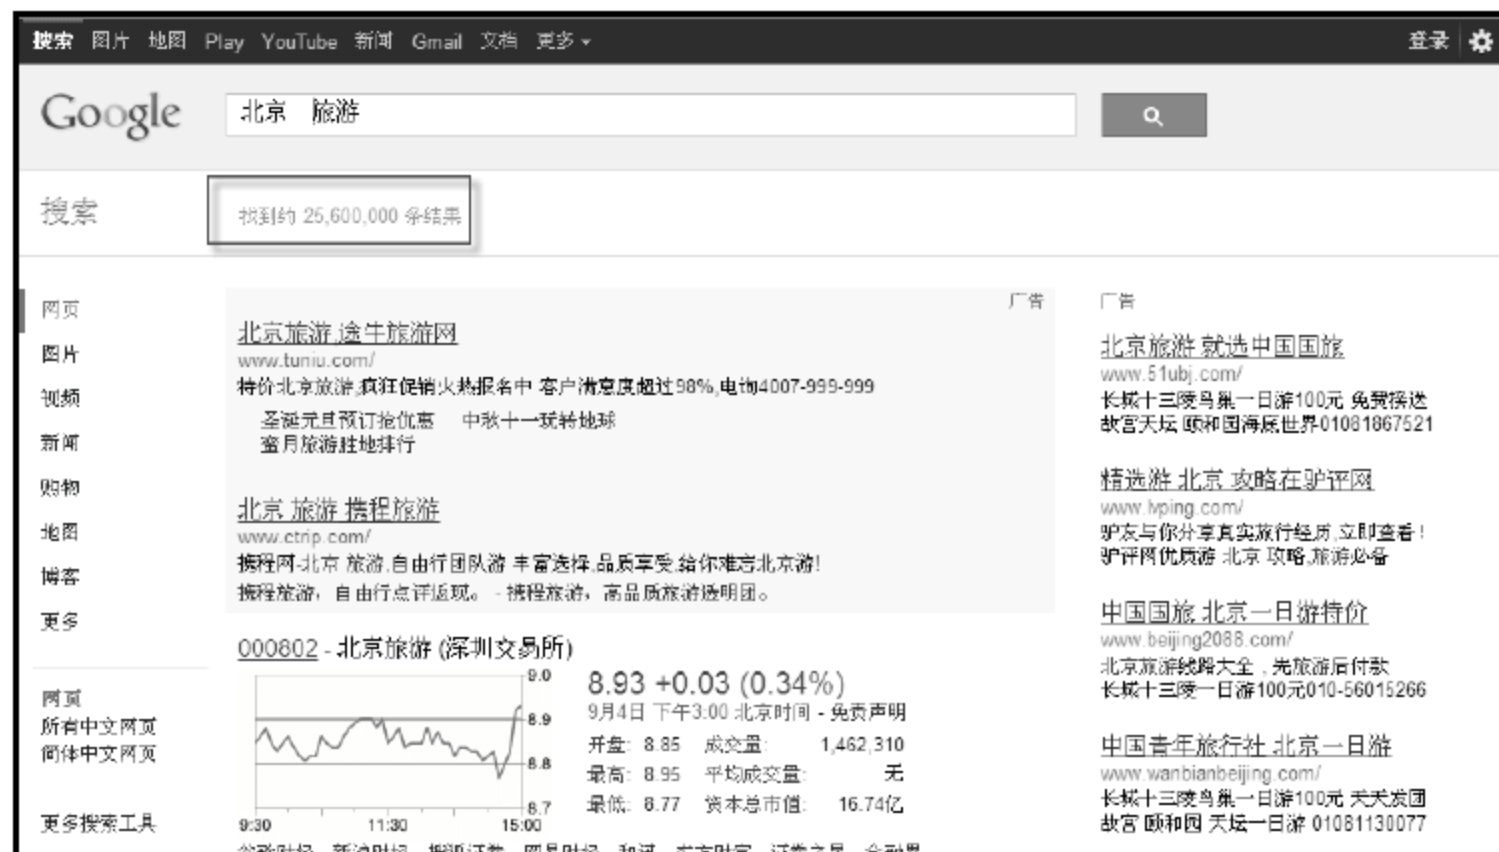 搜索 图片 地图 Play YouTube 新闻 Gmail 文档 更多
登录
Google
北京 旅游
搜索
找到约 25,600,000 条结果
网页
图片
视频
新闻
购物
地图
博客
更多
网页
所有中文网页
简体中文网页
更多搜索工具
广告
北京旅游,途牛旅游网
www.tuniu.com/
特价北京旅游,疯狂促销火热报名中 客户满意度超过98%,电询4007-999-999
圣诞元旦预订抢优惠 中秋十一玩转地球
蜜月旅游胜地排行
北京 旅游 携程旅游
www.ctrip.com/
携程网-北京 旅游,自由行团队游 丰富选择,品质享受,给你难忘北京游!
携程旅游，自由行点评返现。 - 携程旅游，高品质旅游透明团。
000802 - 北京旅游 (深圳交易所)
9.0
8.9
8.8
8.7
9:30 11:30 15:00
8.93 +0.03 (0.34%)
9月4日 下午3:00 北京时间 - 免责声明
开盘: 8.85 成交量: 1,462,310
最高: 8.95 平均成交量: 无
最低: 8.77 资本总市值: 16.74亿
广告
北京旅游 就选中国国旅
www.51ubj.com/
长城十三陵鸟巢一日游100元 免费接送
故宫天坛 颐和园海底世界01081867521
精选游 北京 攻略在驴评网
www.lvping.com/
驴友与你分享真实旅行经历,立即查看!
驴评网优质游 北京 攻略,旅游必备
中国国旅 北京一日游特价
www.beijing2088.com/
北京旅游线路大全，先旅游后付款
长城十三陵一日游100元010-56015266
中国青年旅行社 北京一日游
www.wanbianbeijing.com/
长城十三陵鸟巢一日游100元 天天发团
故宫 颐和园 天坛一日游 01081130077